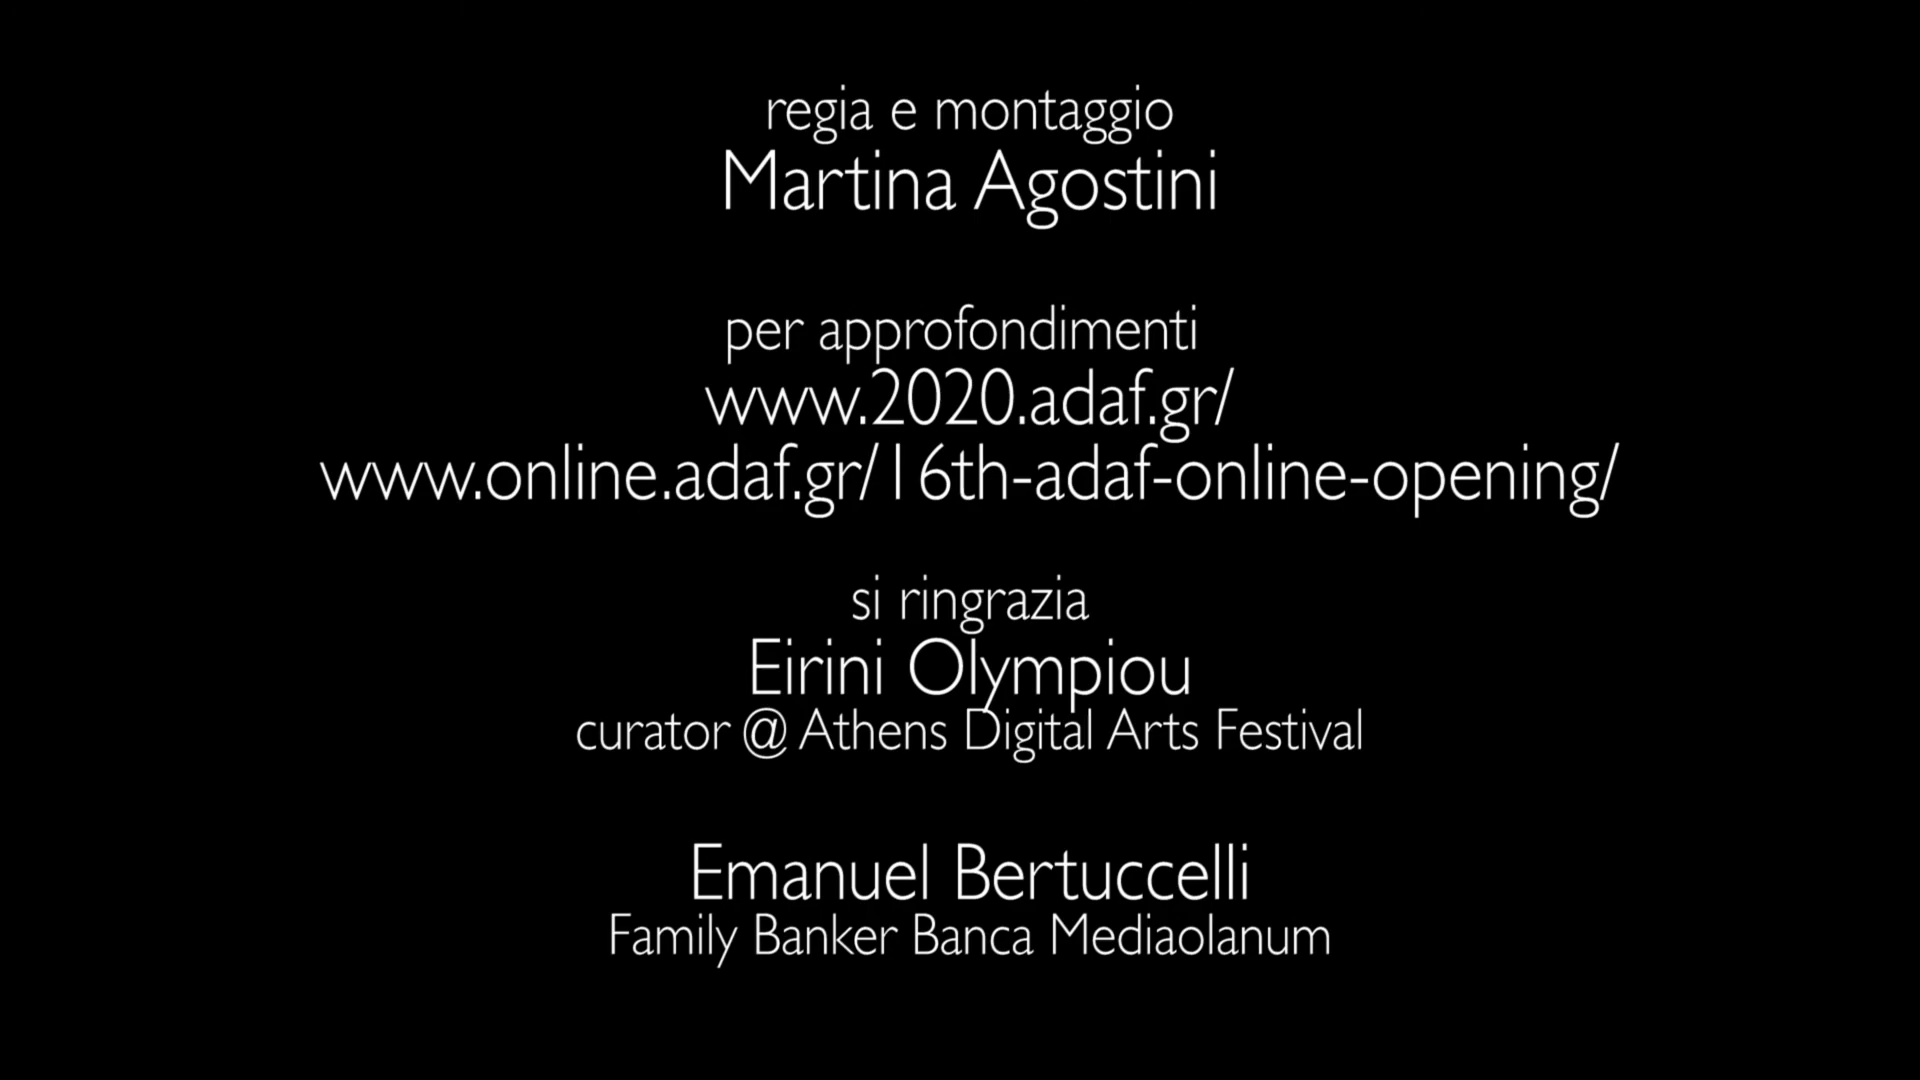 regia e montaggio
Martina Agostini
per approfondimenti
www.2020.adaf.gr/
www.online.adaf.gr/16th-adaf-online-opening/
si ringrazia
Eirini Olympiou
curator @ Athens Digital Arts Festival
Emanuel Bertuccelli
Family Banker Banca Mediaolanum